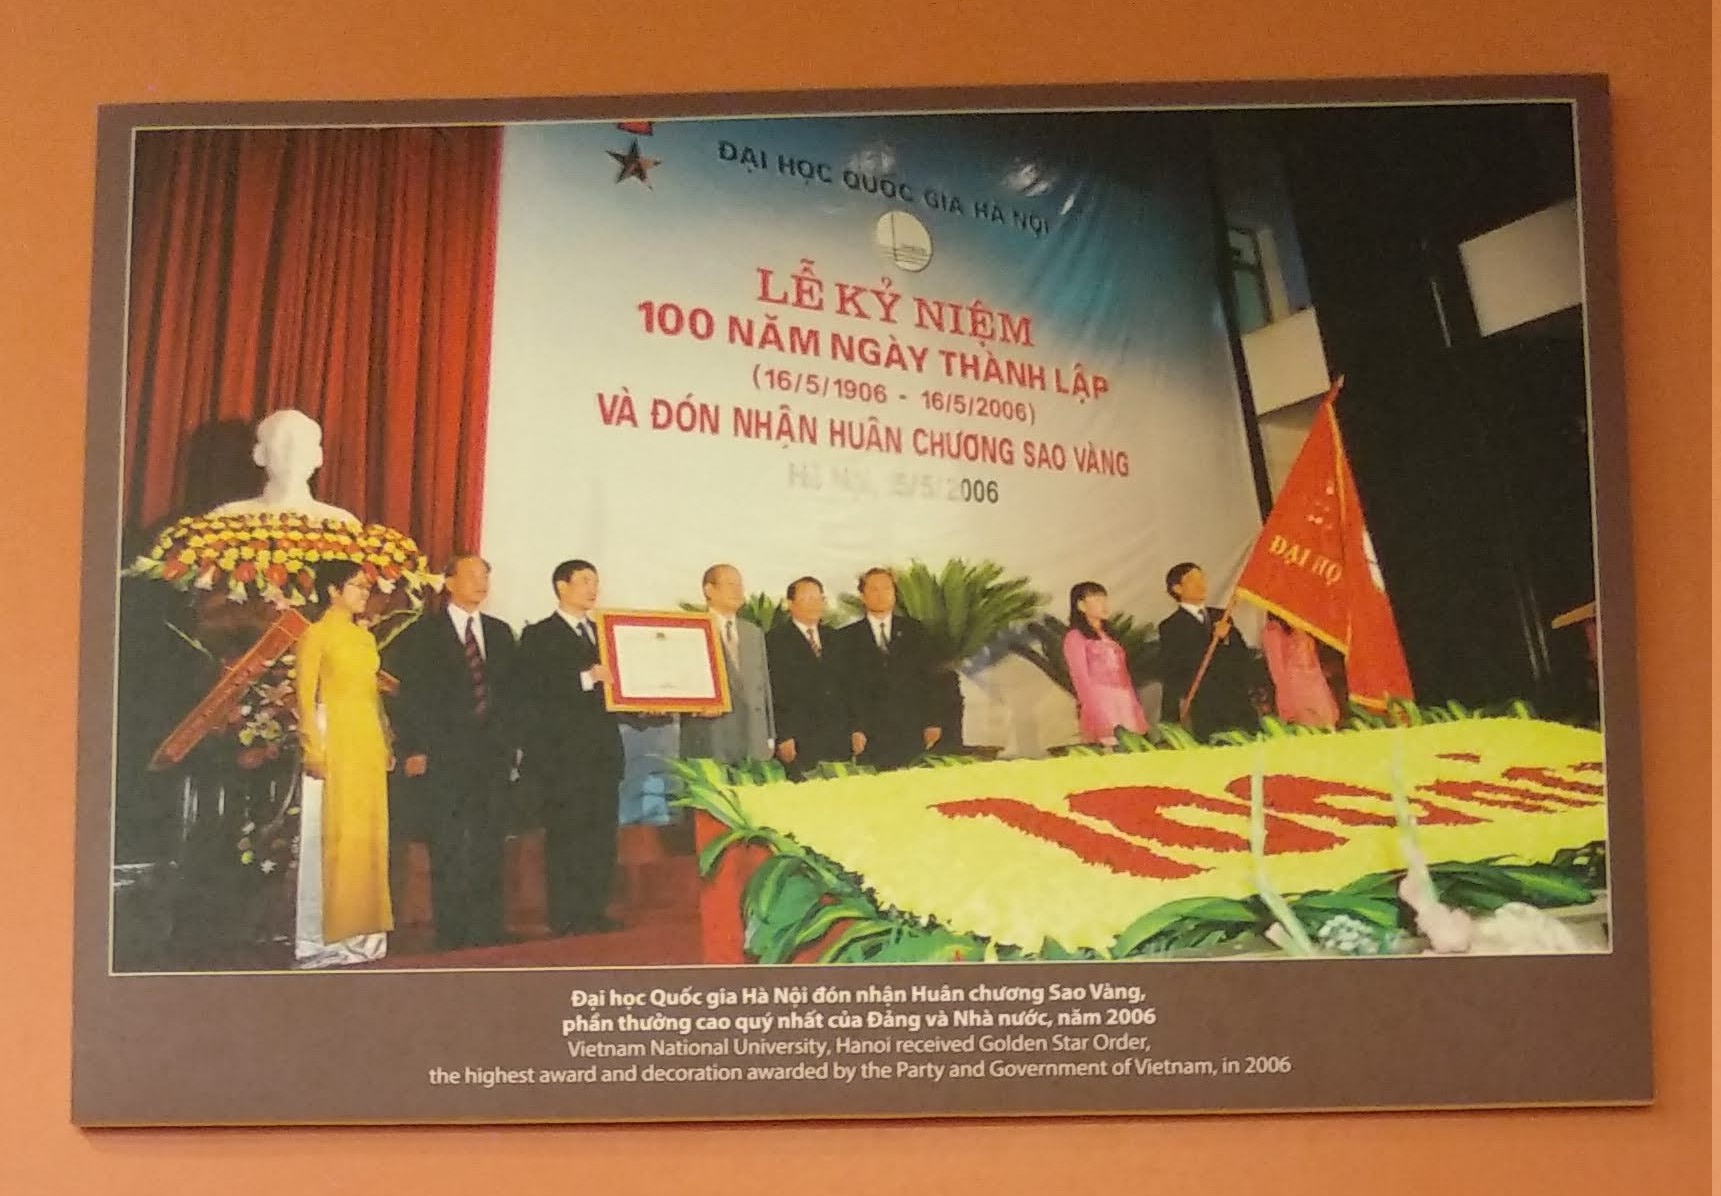 ĐẠI HỌC QUỐC GIA HÀ NỘI
LỄ KỶ NIỆM
100 NĂM NGÀY THÀNH LẬP
(16/5/1906 - 16/5/2006)
VÀ ĐÓN NHẬN HUÂN CHƯƠNG SAO VÀNG
2006
ĐẠI HỌ
100
Đại học Quốc gia Hà Nội đón nhận Huân chương Sao Vàng,
phần thưởng cao quý nhất của Đảng và Nhà nước, năm 2006
Vietnam National University, Hanoi received Golden Star Order,
the highest award and decoration awarded by the Party and Government of Vietnam, in 2006